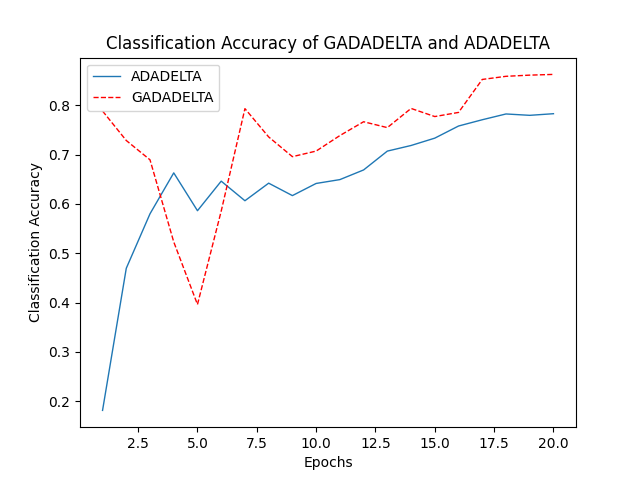 Classification Accuracy of GADADELTA and ADADELTA
ADADELTA
GADADELTA
Classification Accuracy
0.8
0.7
0.6
0.5
0.4
0.3
0.2
2.5 5.0 7.5 10.0 12.5 15.0 17.5 20.0
Epochs